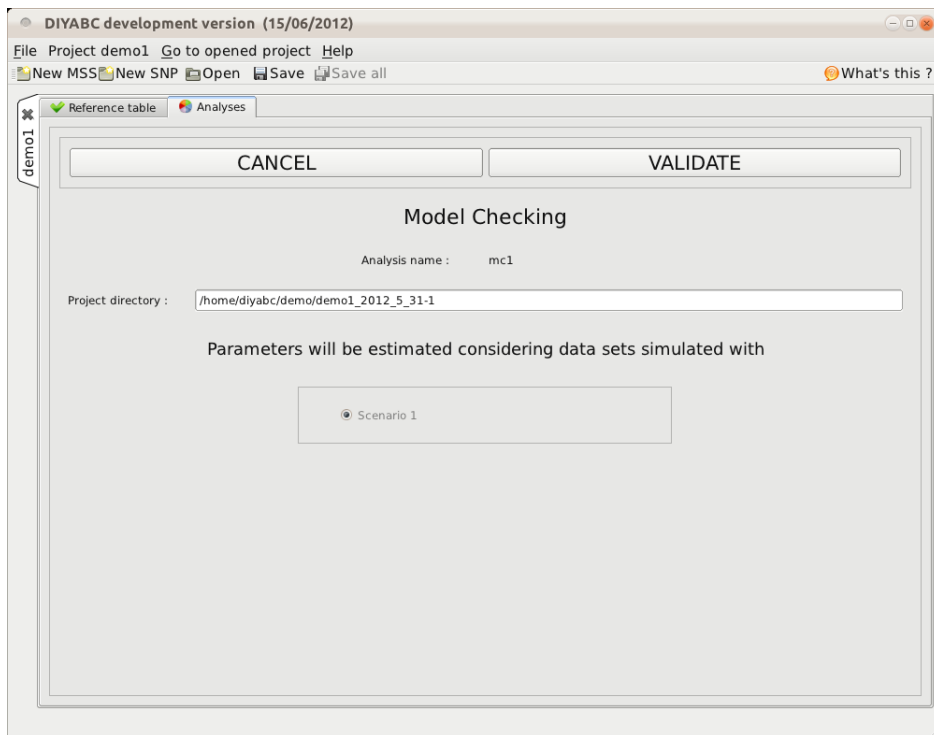 DIYABC development version (15/06/2012)
File Project demo1 Go to opened project Help
New MSS New SNP Open Save Save all What's this ?
demo1
Reference table Analyses
CANCEL VALIDATE
Model Checking
Analysis name : mc1
Project directory : /home/diyabc/demo/demo1_2012_5_31-1
Parameters will be estimated considering data sets simulated with
Scenario 1